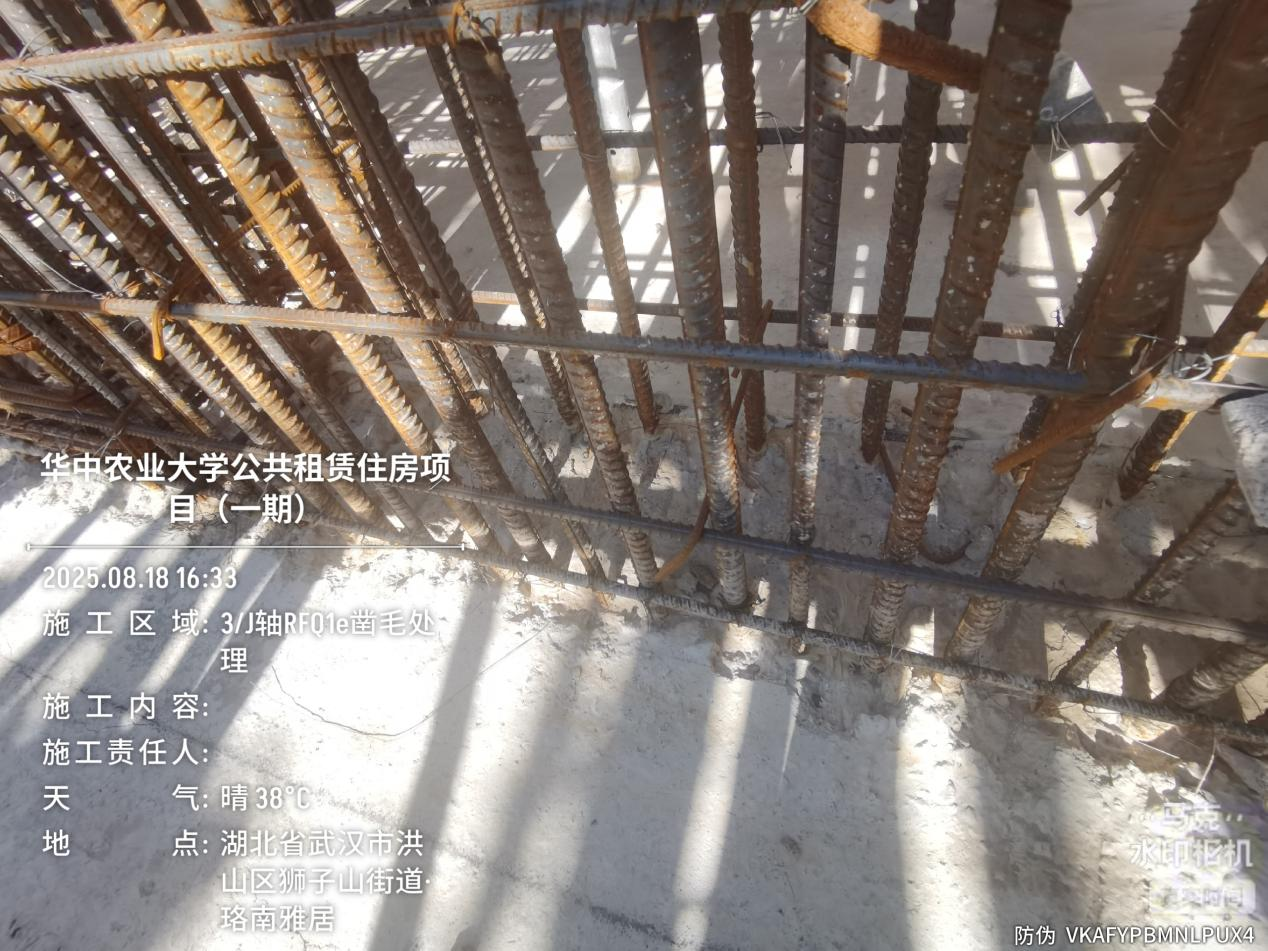 华中农业大学公共租赁住房项
目（一期）
2025.08.18 16:33
施工区域: 3/J轴RFQ1e凿毛处
理
施工内容:
施工责任人:
天气: 晴 38°C
地点: 湖北省武汉市洪
山区狮子山街道·
珞南雅居
马克
水印相机
防伪 VKAFYPBMNLPUX4